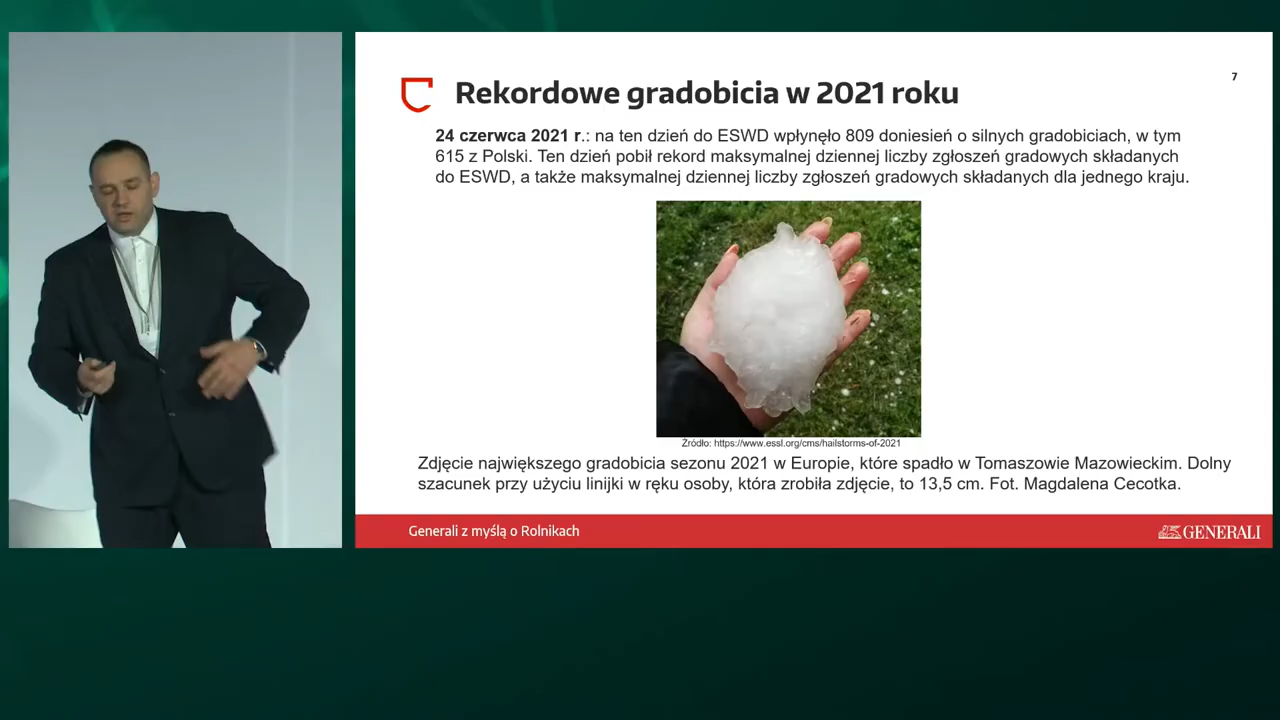 7
Rekordowe gradobicia w 2021 roku
24 czerwca 2021 r.: na ten dzień do ESWD wpłynęło 809 doniesień o silnych gradobiciach, w tym
615 z Polski. Ten dzień pobił rekord maksymalnej dziennej liczby zgłoszeń gradowych składanych
do ESWD, a także maksymalnej dziennej liczby zgłoszeń gradowych składanych dla jednego kraju.
Źródło: https://www.essl.org/cms/hailstorms-of-2021
Zdjęcie największego gradobicia sezonu 2021 w Europie, które spadło w Tomaszowie Mazowieckim. Dolny
szacunek przy użyciu linijki w ręku osoby, która zrobiła zdjęcie, to 13,5 cm. Fot. Magdalena Cecotka.
Generali z myślą o Rolnikach
GENERALI